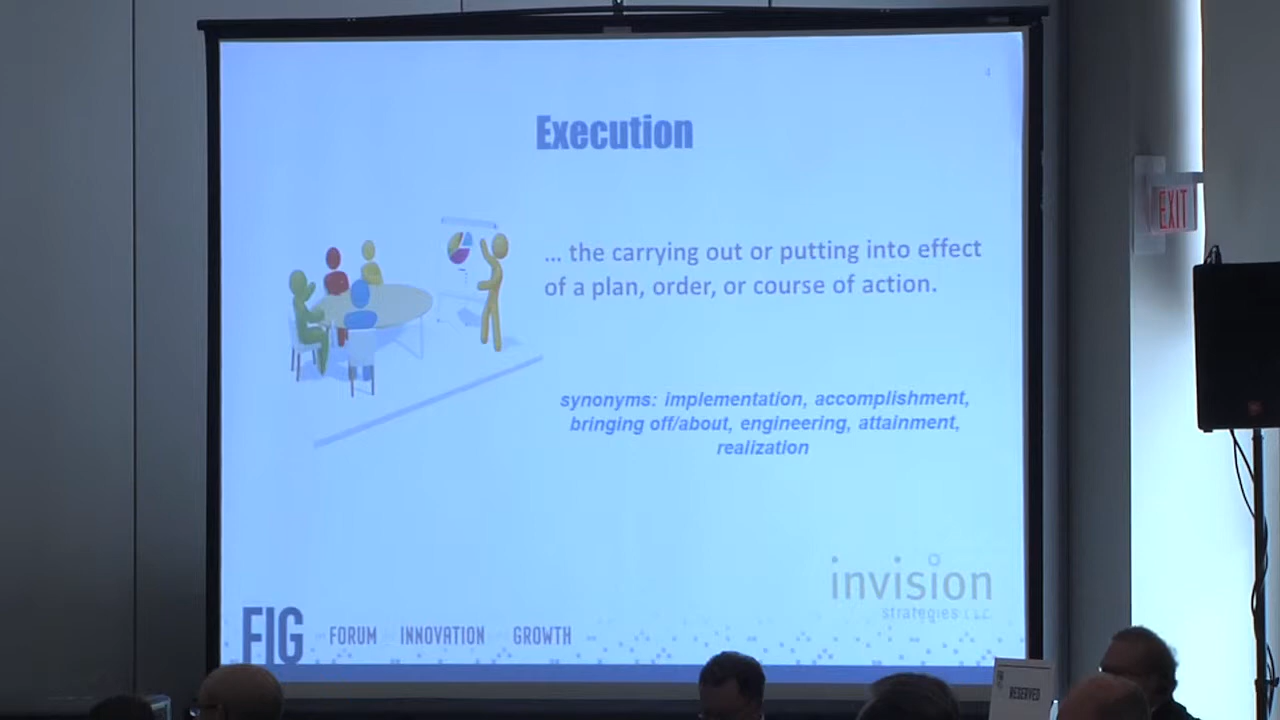 4
Execution
... the carrying out or putting into effect
of a plan, order, or course of action.
synonyms: implementation, accomplishment,
bringing off/about, engineering, attainment,
realization
invision
strategies LLC
FIG FORUM INNOVATION GROWTH
EXIT
RESERVED